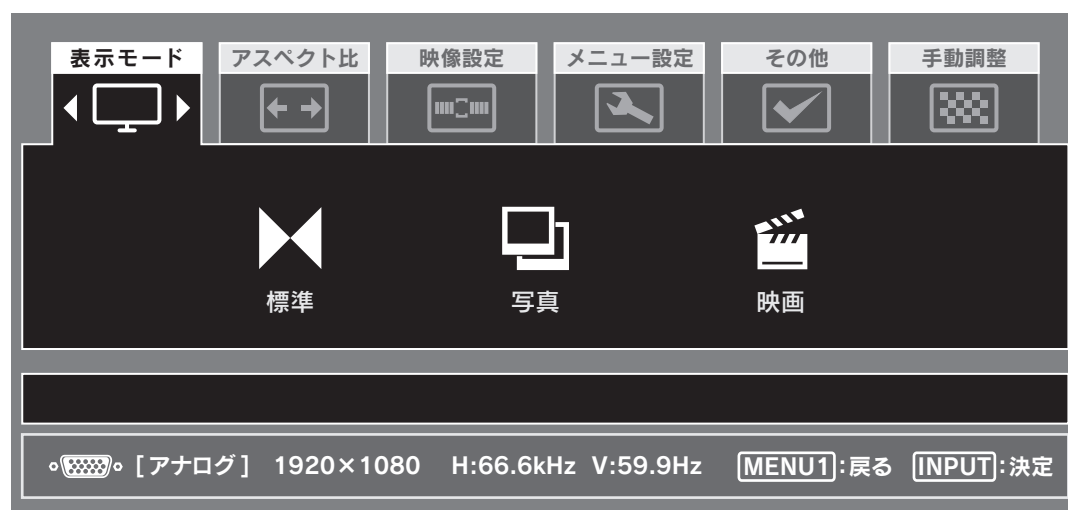 表示モード アスペクト比 映像設定 メニュー設定 その他 手動調整
標準 写真 映画
[アナログ] 1920×1080 H:66.6kHz V:59.9Hz MENU1:戻る INPUT:決定